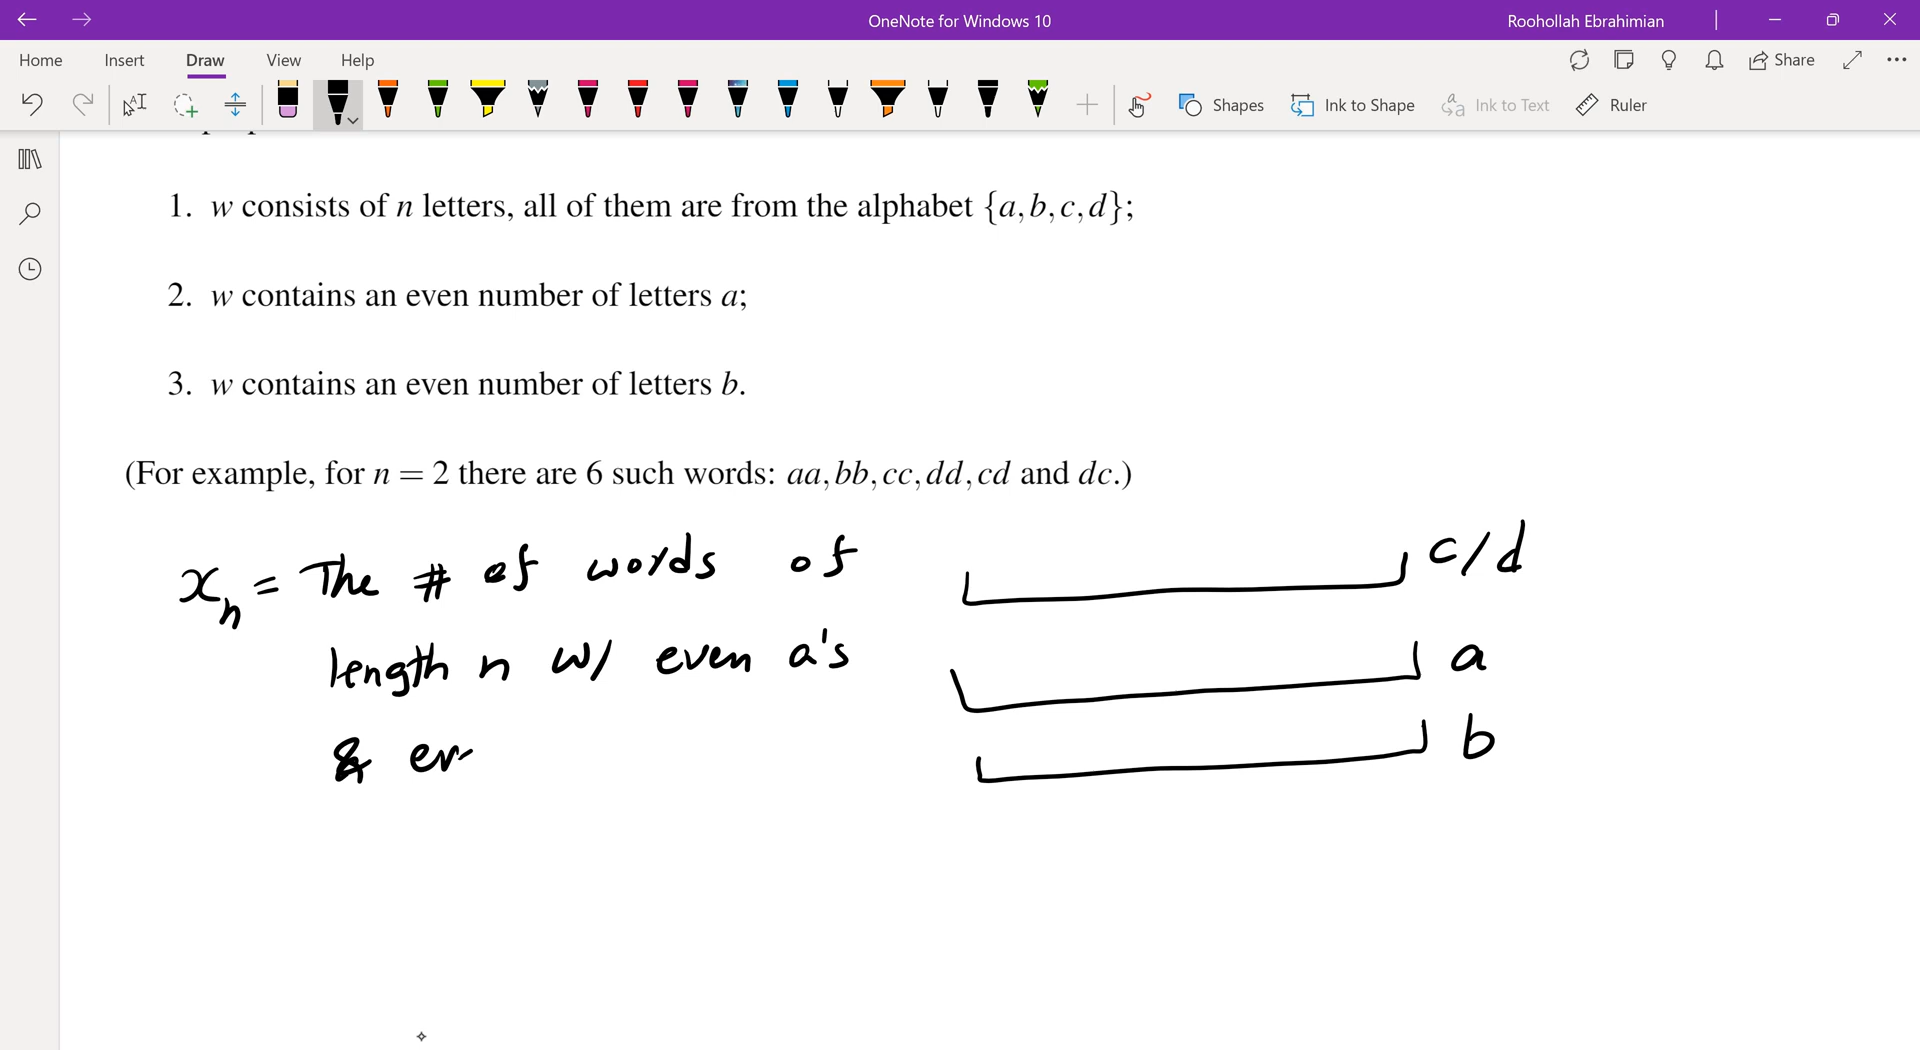 OneNote for Windows 10
Roohollah Ebrahimian
Home Insert Draw View Help
Share
Shapes Ink to Shape Ink to Text Ruler
1. w consists of n letters, all of them are from the alphabet {a,b,c,d};
2. w contains an even number of letters a;
3. w contains an even number of letters b.
(For example, for n = 2 there are 6 such words: aa,bb,cc,dd,cd and dc.)
xₙ = The # of words of
length n w/ even a's
& ev
c/d
a
b